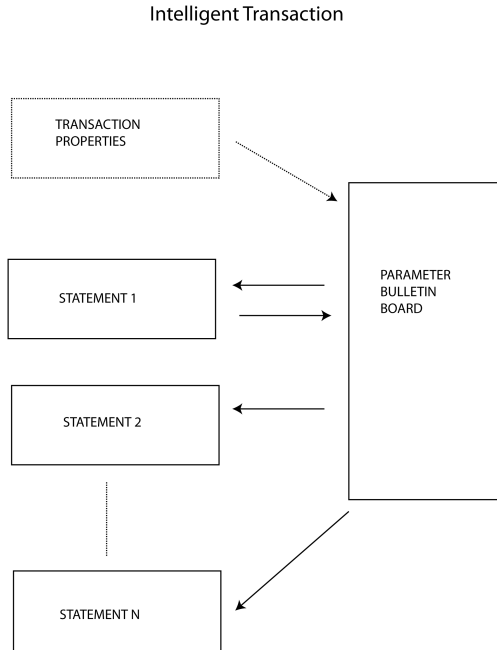 Intelligent Transaction
TRANSACTION
PROPERTIES
PARAMETER
BULLETIN
BOARD
STATEMENT 1
STATEMENT 2
STATEMENT N